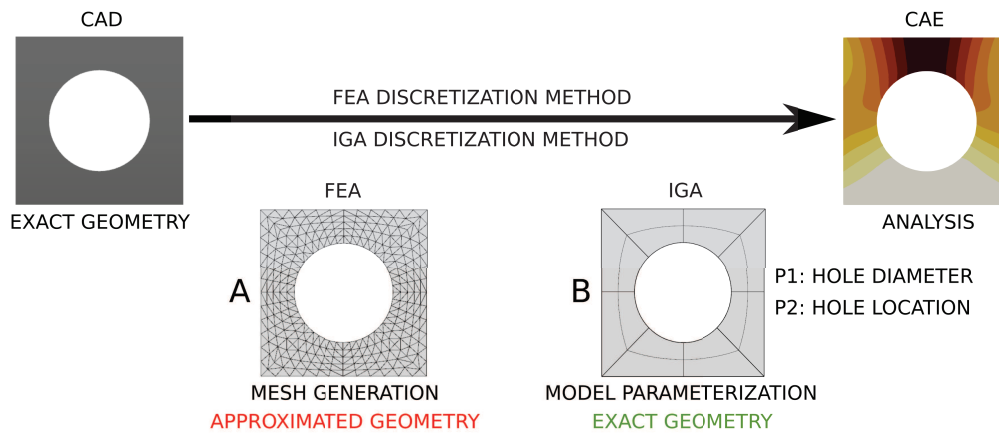 CAD
CAE
FEA DISCRETIZATION METHOD
IGA DISCRETIZATION METHOD
EXACT GEOMETRY
ANALYSIS
FEA
IGA
A
B
P1: HOLE DIAMETER
P2: HOLE LOCATION
MESH GENERATION
MODEL PARAMETERIZATION
APPROXIMATED GEOMETRY
EXACT GEOMETRY